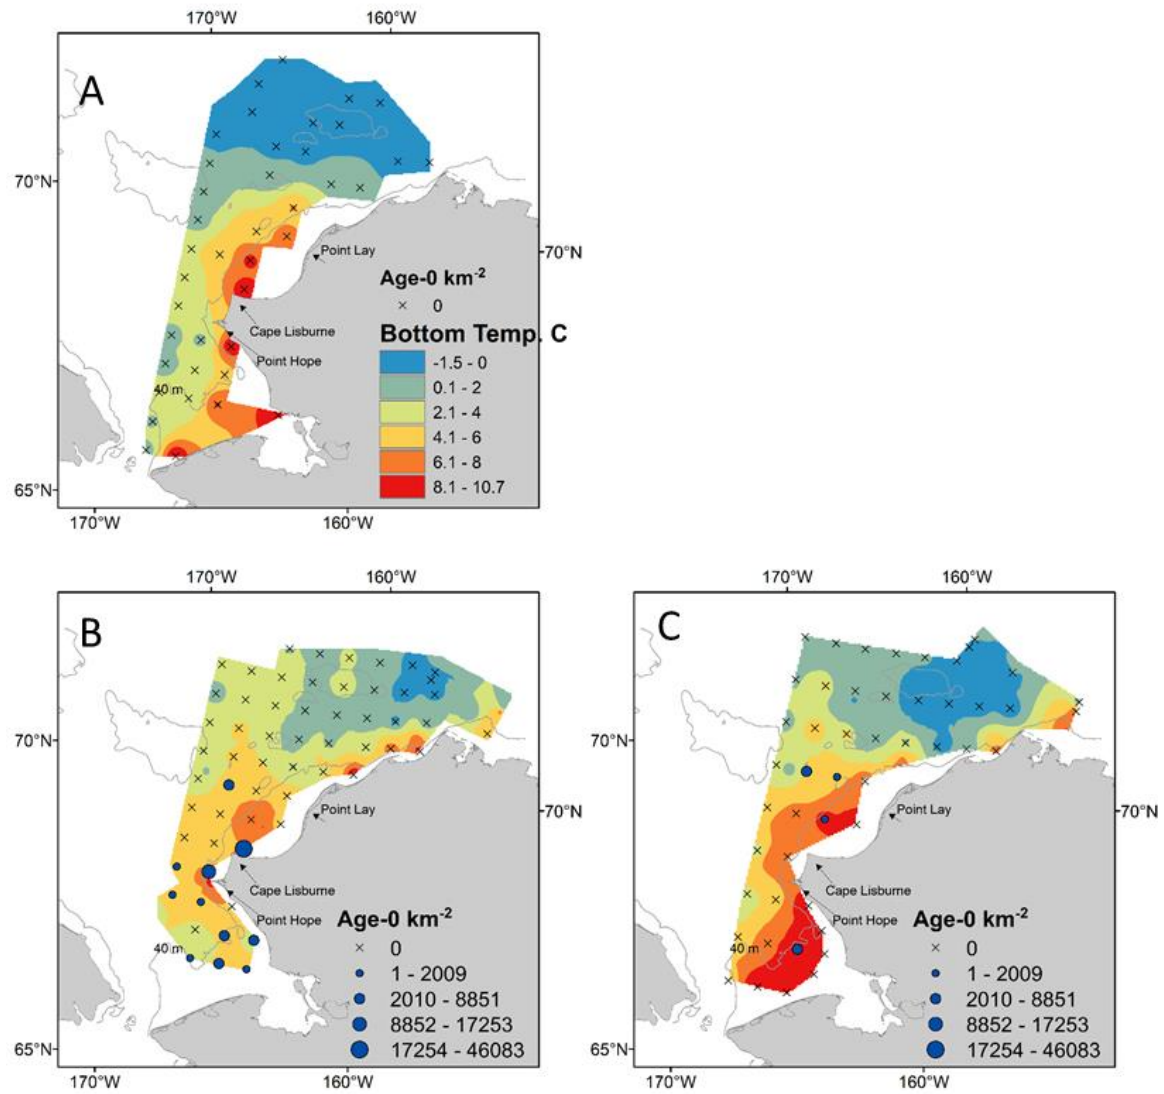 170°W 160°W
A
70°N
Point Lay
70°N
Age-0 km-2
0
Cape Lisburne
Bottom Temp. C
Point Hope
-1.5 - 0
0.1 - 2
40 m
2.1 - 4
4.1 - 6
6.1 - 8
65°N
8.1 - 10.7
170°W 160°W
170°W 160°W
B
70°N
Point Lay
70°N
Cape Lisburne
Point Hope
Age-0 km-2
40 m
0
1 - 2009
2010 - 8851
8852 - 17253
65°N
17254 - 46083
170°W 160°W
170°W 160°W
C
70°N
Point Lay
70°N
Cape Lisburne
Point Hope
Age-0 km-2
40 m
0
1 - 2009
2010 - 8851
8852 - 17253
65°N
17254 - 46083
170°W 160°W